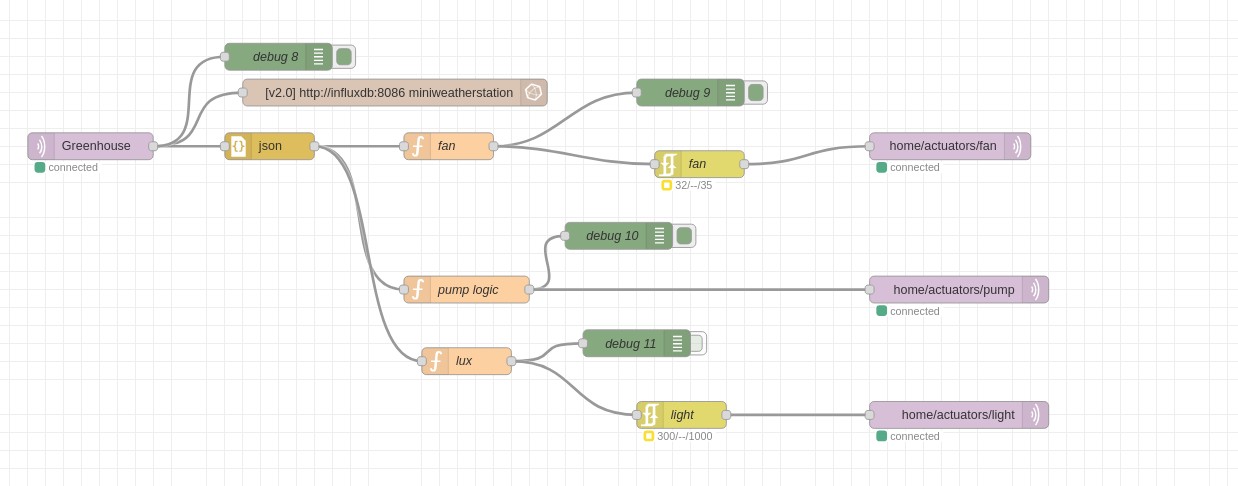 debug 8
[v2.0] http://influxdb:8086 miniweatherstation
debug 9
Greenhouse
connected
{} json
fan
fan
32/--/35
home/actuators/fan
connected
debug 10
pump logic
home/actuators/pump
connected
debug 11
lux
light
300/--/1000
home/actuators/light
connected